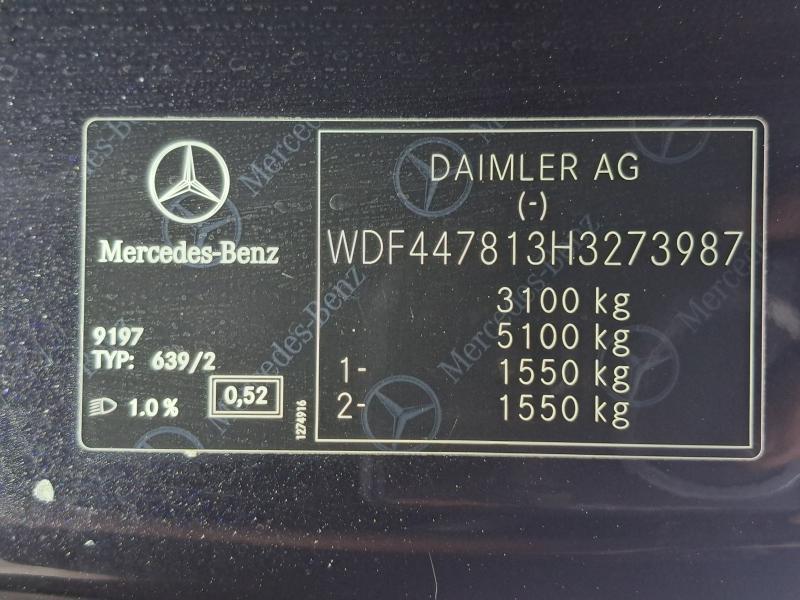 Mercedes-Benz
9197
TYP: 639/2
1.0%
0,52
1274916
DAIMLER AG
(-)
WDF447813H3273987
3100 kg
5100 kg
1- 1550 kg
2- 1550 kg